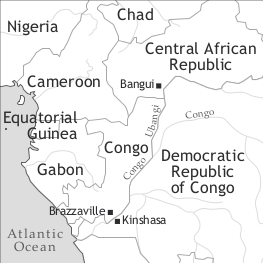 Chad
Nigeria
Central African
Republic
Cameroon
Bangui
Ubangi
Congo
Equatorial
Guinea
Congo
Congo
Democratic
Republic
of Congo
Gabon
Brazzaville
Kinshasa
Atlantic
Ocean